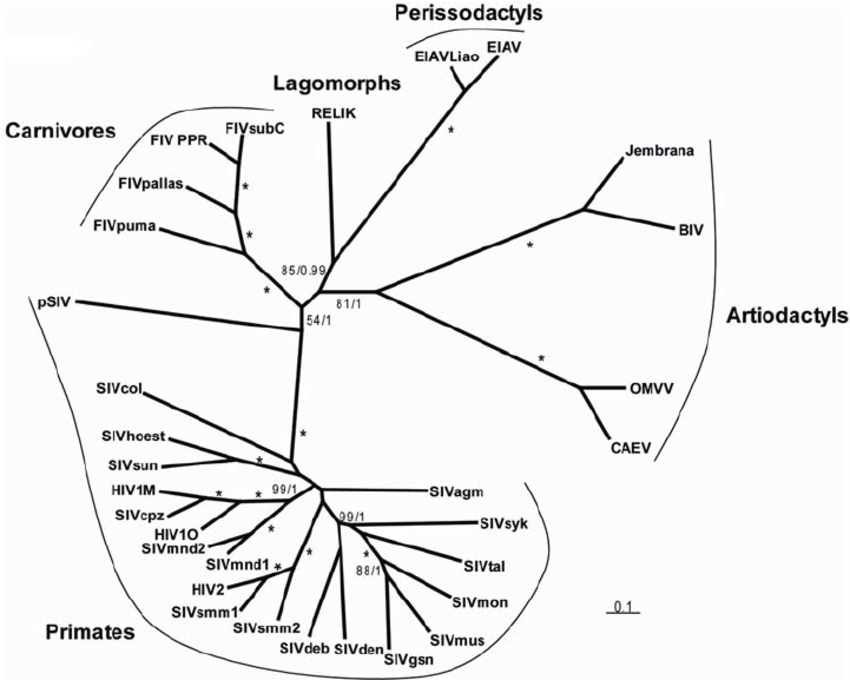 Perissodactyls
EIAVLiao
EIAV
Lagomorphs
RELIK
*
Carnivores
FIV PPR
FIVsubC
FIVpallas
*
FIVpuma
*
*
85/0.99
81/1
54/1
Jembrana
BIV
*
Artiodactyls
*
OMVV
CAEV
pSIV
SIVcol
*
SIVhoest
*
SIVsun
HIV1M
*
*
99/1
SIVcpz
HIV1O
SIVmnd2
*
SIVmnd1
HIV2
*
*
SIVsmm1
SIVsmm2
SIVdeb
SIVden
SIVgsn
SIVmus
SIVmon
SIVtal
SIVsyk
SIVagm
99/1
*
88/1
Primates
0.1